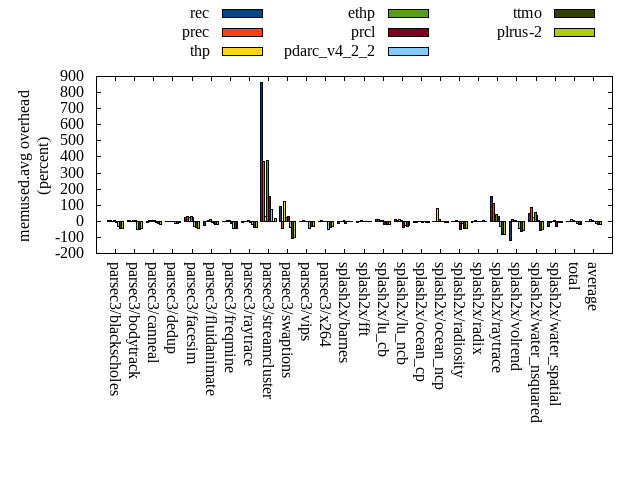 rec ethp ttmo
prec prcl plrus-2
thp pdarc_v4_2_2
memused.avg overhead
(percent)
900
800
700
600
500
400
300
200
100
0
-100
-200
parsec3/blackscholes
parsec3/bodytrack
parsec3/canneal
parsec3/dedup
parsec3/facesim
parsec3/fluidanimate
parsec3/freqmine
parsec3/raytrace
parsec3/streamcluster
parsec3/swaptions
parsec3/vips
parsec3/x264
splash2x/barnes
splash2x/fft
splash2x/lu_cb
splash2x/lu_ncb
splash2x/ocean_cp
splash2x/ocean_ncp
splash2x/radiosity
splash2x/radix
splash2x/raytrace
splash2x/volrend
splash2x/water_nsquared
splash2x/water_spatial
total
average